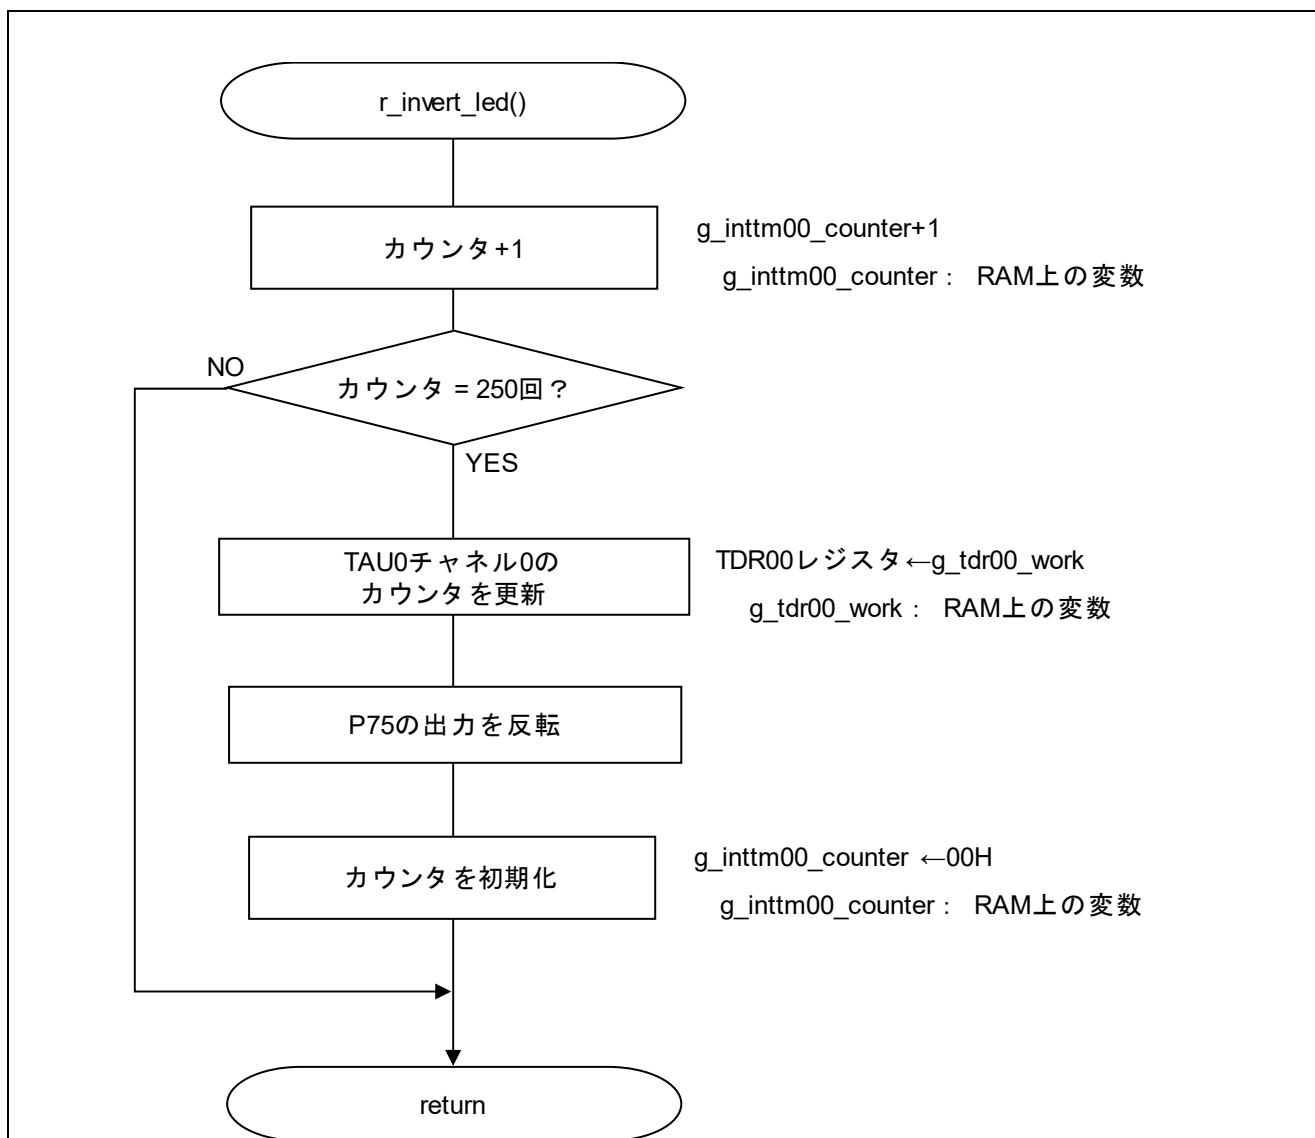 r_invert_led()
カウンタ+1
g_inttm00_counter+1
g_inttm00_counter： RAM上の変数
NO
カウンタ = 250回？
YES
TAU0チャネル0の
カウンタを更新
TDR00レジスタ←g_tdr00_work
g_tdr00_work： RAM上の変数
P75の出力を反転
カウンタを初期化
g_inttm00_counter ←00H
g_inttm00_counter： RAM上の変数
return